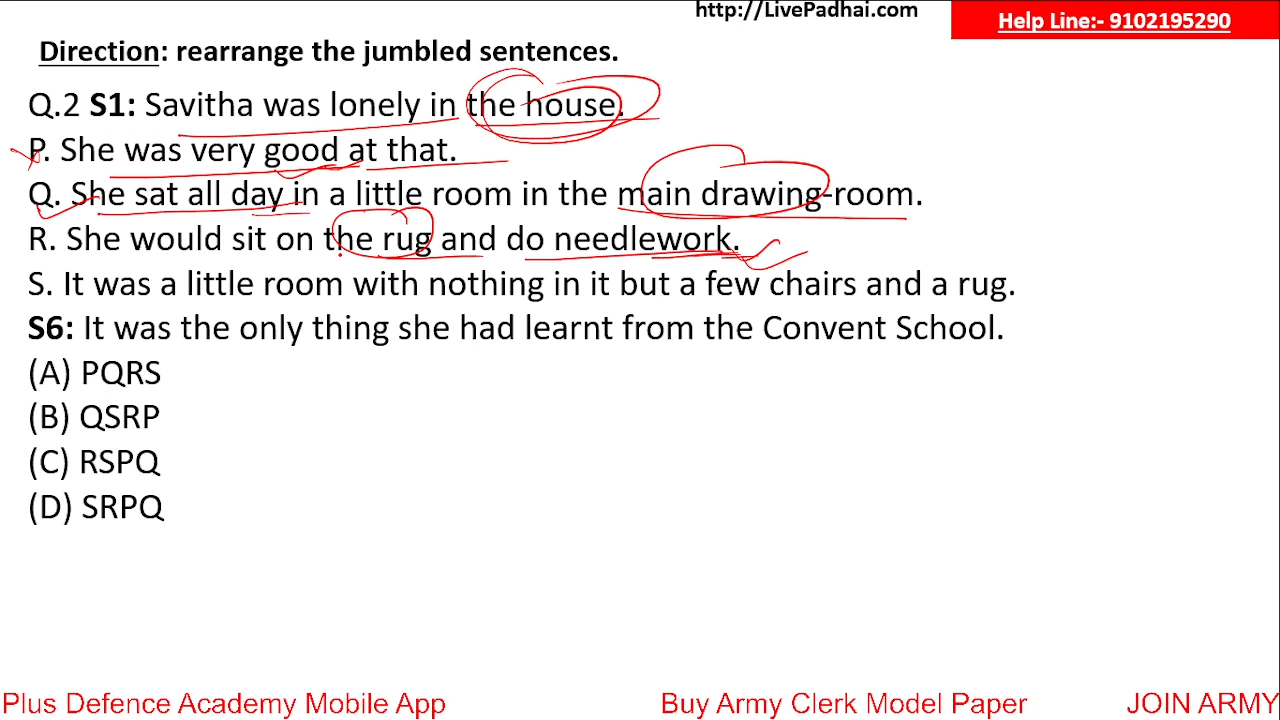 http://LivePadhai.com
Help Line:- 9102195290
Direction: rearrange the jumbled sentences.
Q.2 S1: Savitha was lonely in the house.
P. She was very good at that.
Q. She sat all day in a little room in the main drawing-room.
R. She would sit on the rug and do needlework.
S. It was a little room with nothing in it but a few chairs and a rug.
S6: It was the only thing she had learnt from the Convent School.
(A) PQRS
(B) QSRP
(C) RSPQ
(D) SRPQ
Plus Defence Academy Mobile App
Buy Army Clerk Model Paper
JOIN ARMY